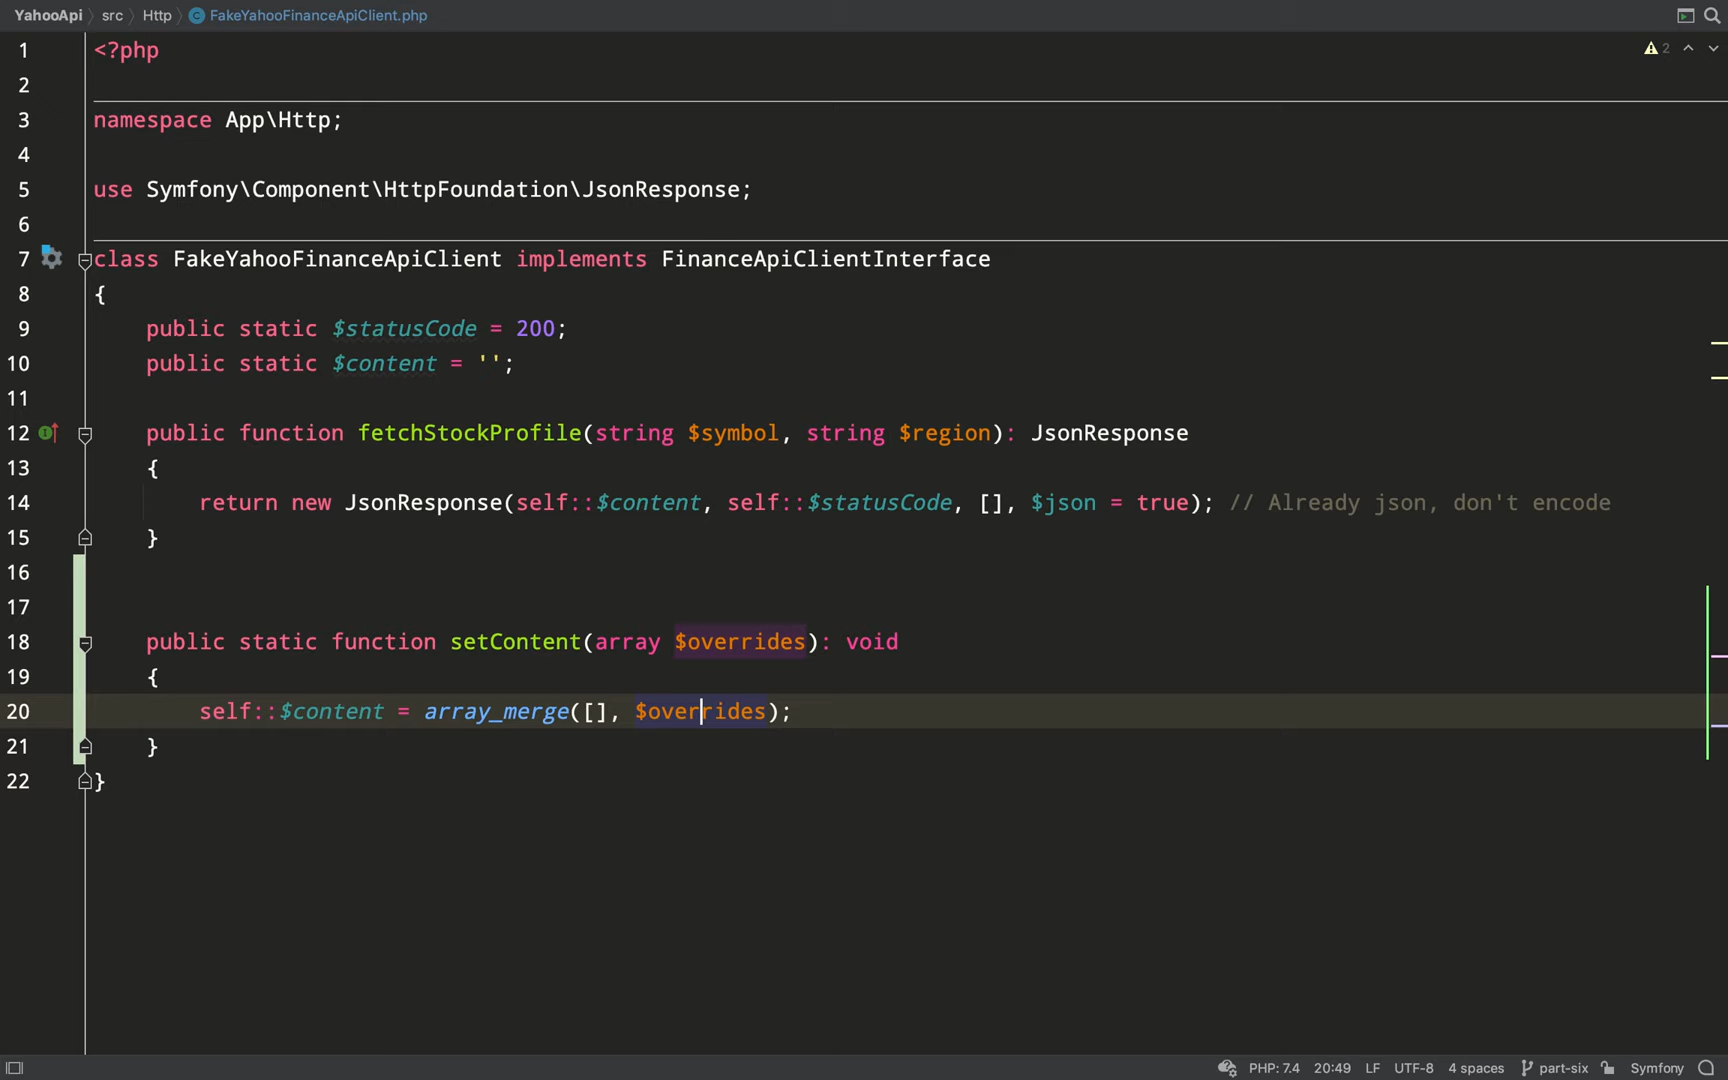 YahooApi src Http FakeYahooFinanceApiClient.php
2
1 <?php
2
3 namespace App\Http;
4
5 use Symfony\Component\HttpFoundation\JsonResponse;
6
7 class FakeYahooFinanceApiClient implements FinanceApiClientInterface
8 {
9 public static $statusCode = 200;
10 public static $content = '';
11
12 public function fetchStockProfile(string $symbol, string $region): JsonResponse
13 {
14 return new JsonResponse(self::$content, self::$statusCode, [], $json = true); // Already json, don't encode
15 }
16
17
18 public static function setContent(array $overrides): void
19 {
20 self::$content = array_merge([], $overrides);
21 }
22 }
PHP: 7.4 20:49 LF UTF-8 4 spaces part-six Symfony